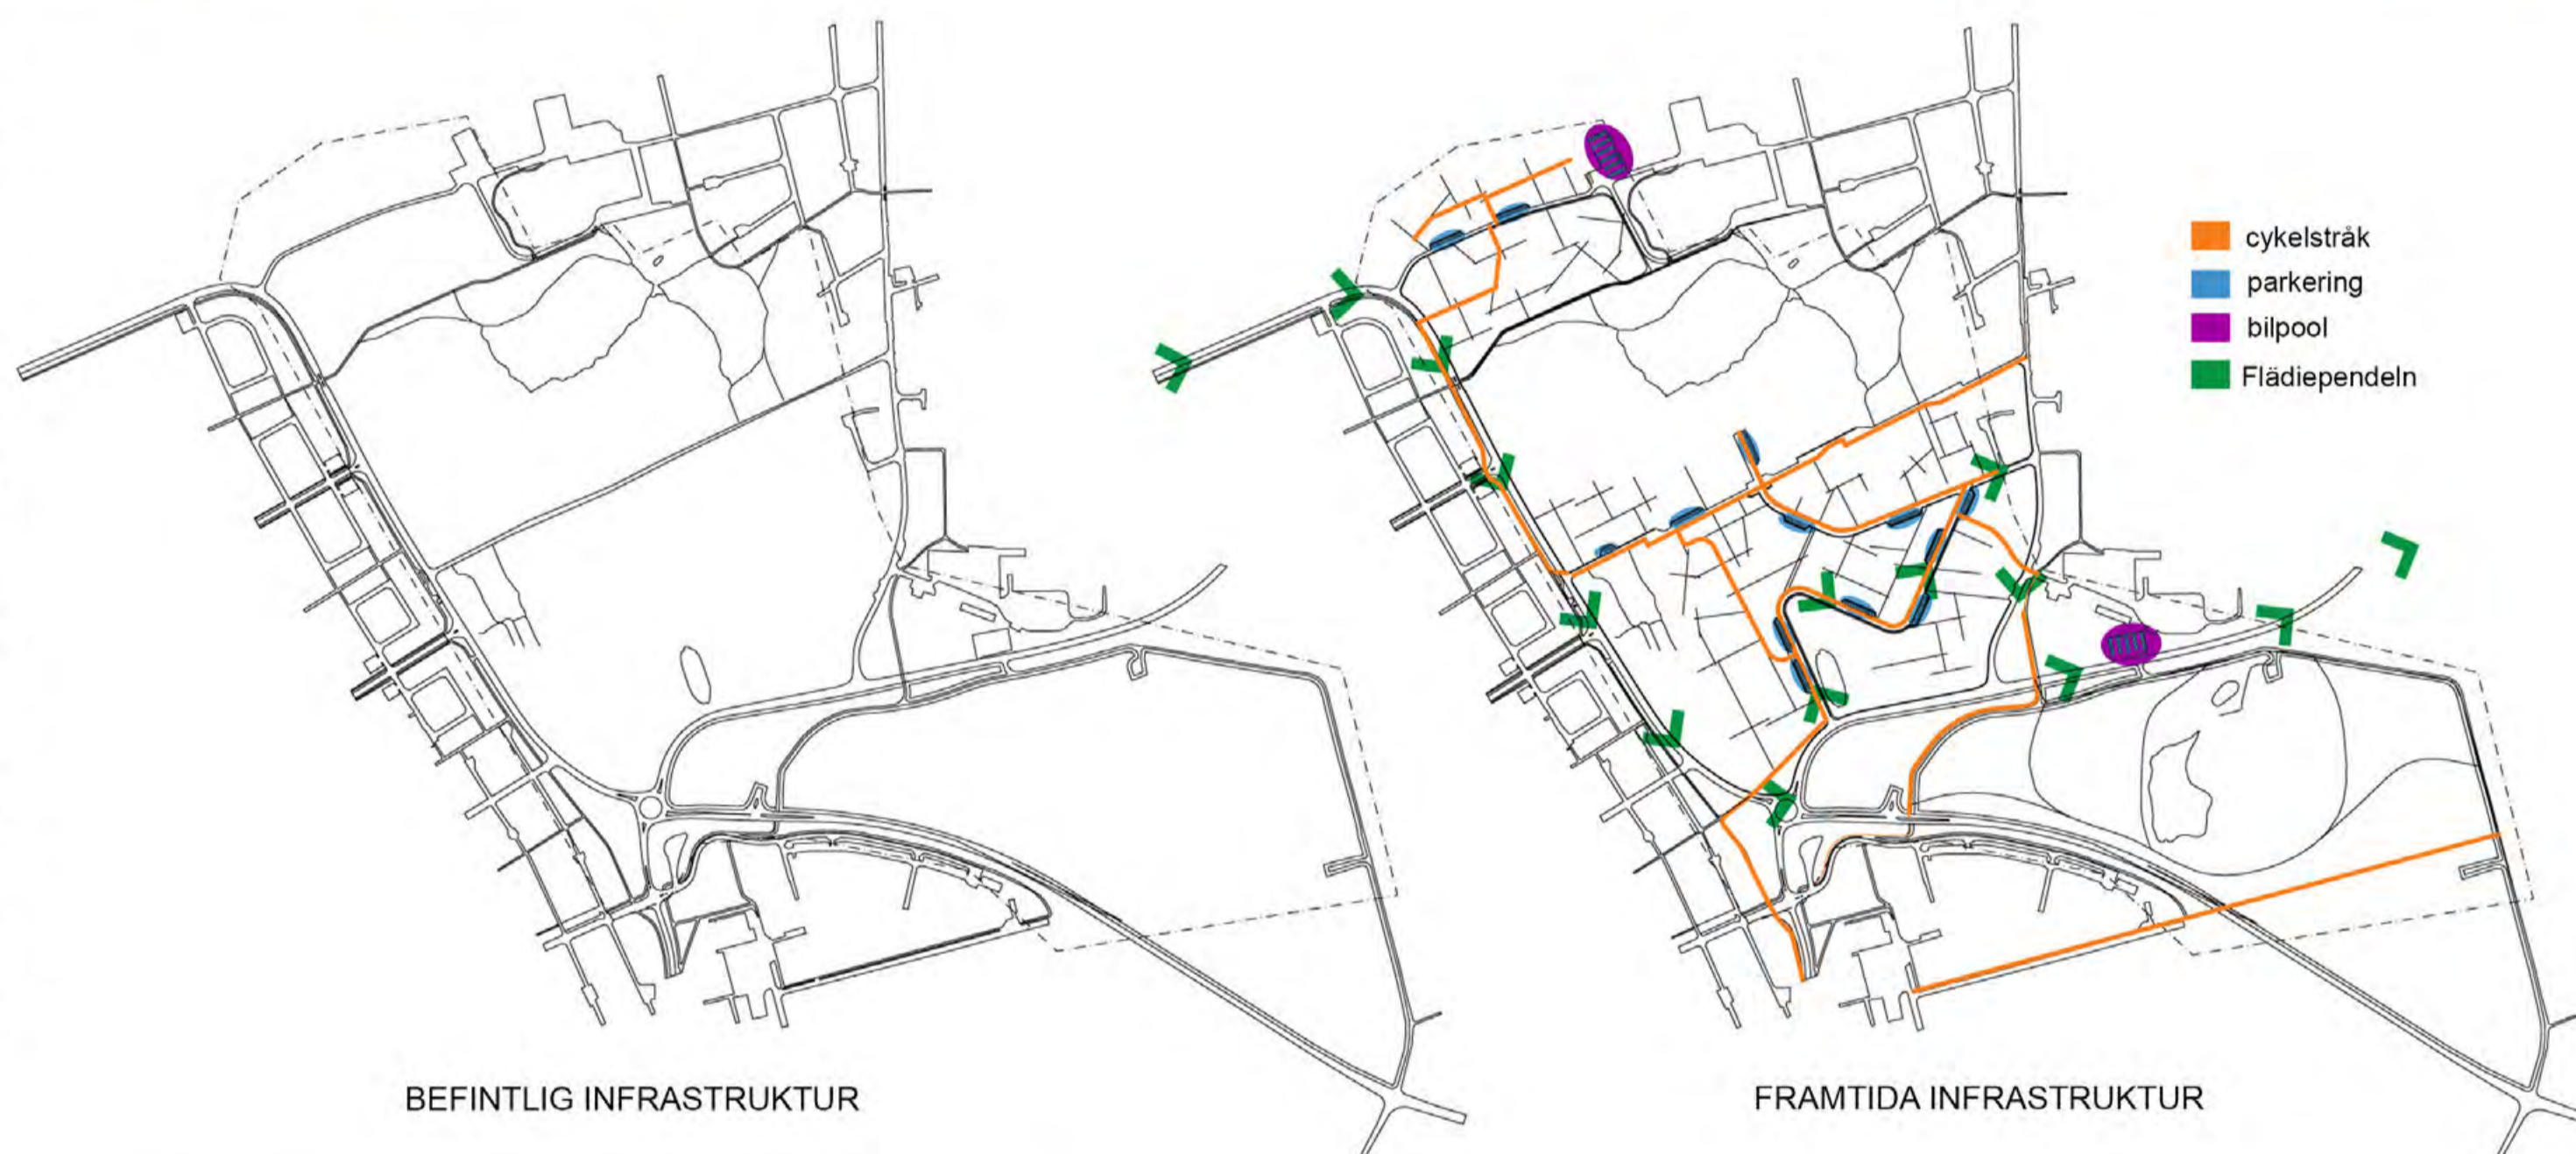 cykelstråk
parkering
bilpool
Flädiependeln
BEFINTLIG INFRASTRUKTUR
FRAMTIDA INFRASTRUKTUR